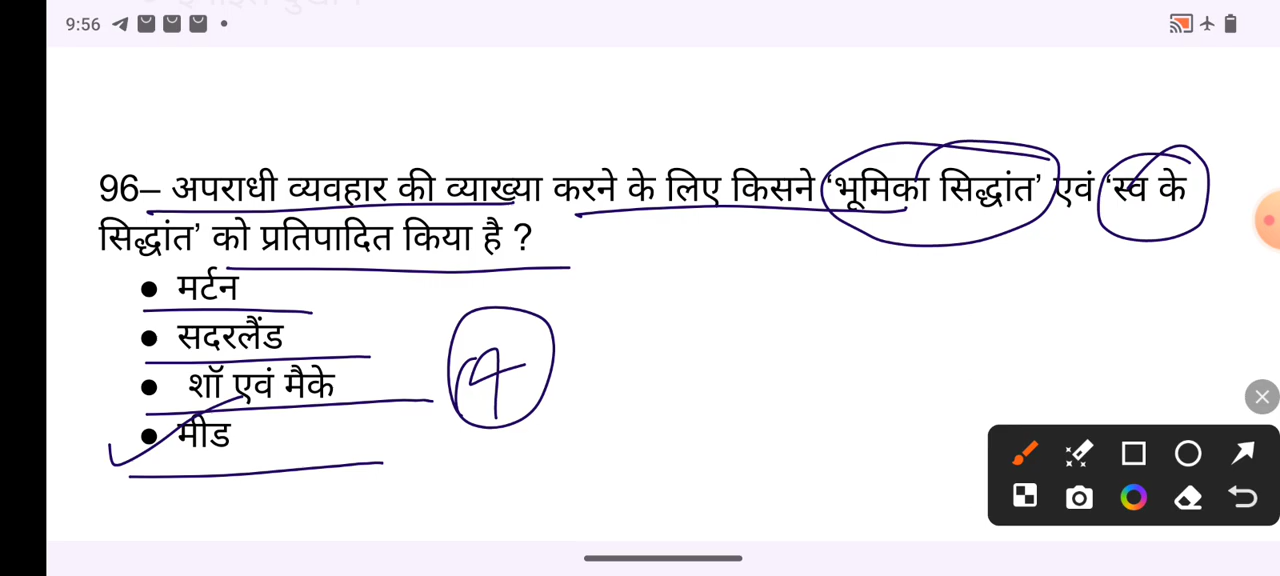 9:56
96– अपराधी व्यवहार की व्याख्या करने के लिए किसने ‘भूमिका सिद्धांत’ एवं ‘स्व के
सिद्धांत’ को प्रतिपादित किया है ?
● मर्टन
● सदरलैंड
● शॉ एवं मैके
● मीड
4